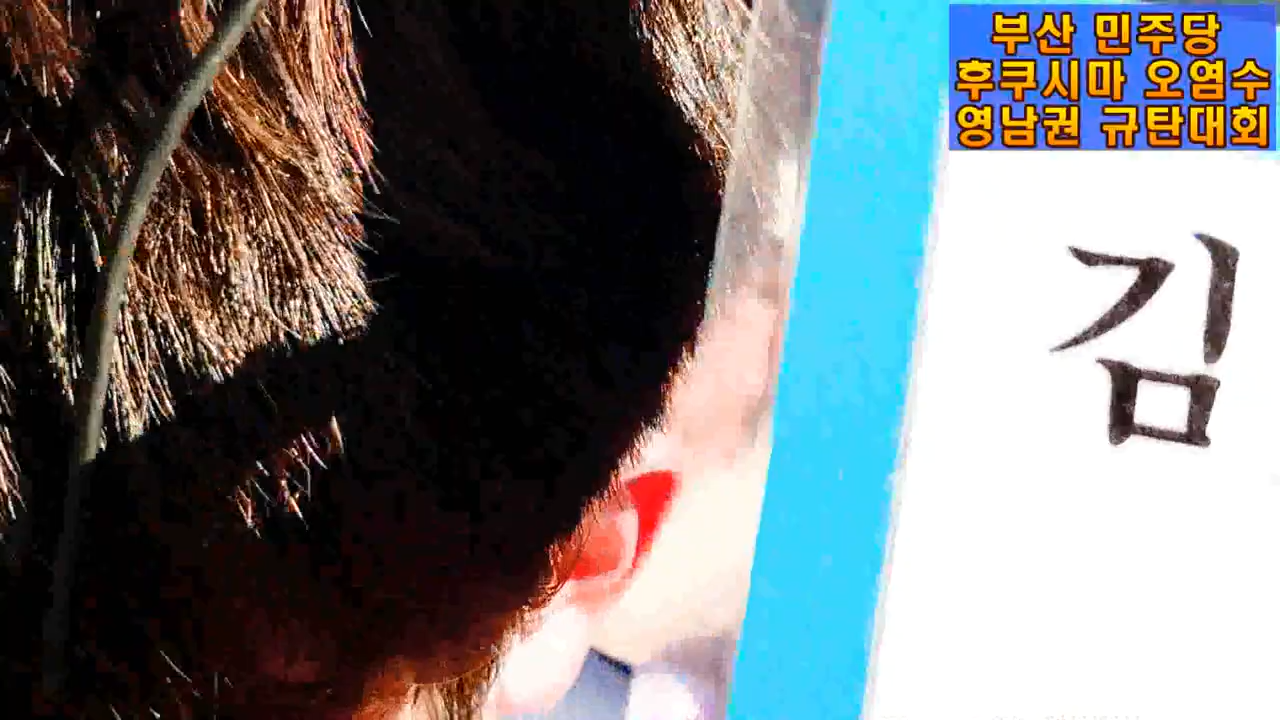 부산 민주당
후쿠시마 오염수
영남권 규탄대회
김